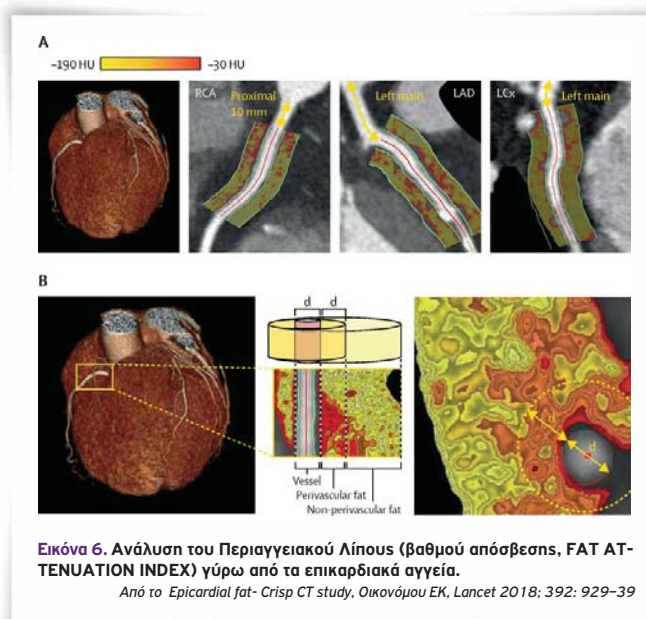 A
–190 HU
–30 HU
RCA
Proximal
10 mm
Left main
LAD
LCx
Left main
B
d
d
Vessel
Perivascular fat
Non-perivascular fat
d
d
Εικόνα 6. Ανάλυση του Περιαγγειακού Λίπους (βαθμού απόσβεσης, FAT AT-
TENUATION INDEX) γύρω από τα επικαρδιακά αγγεία.
Από το Epicardial fat- Crisp CT study, Οικονόμου ΕΚ, Lancet 2018; 392: 929–39